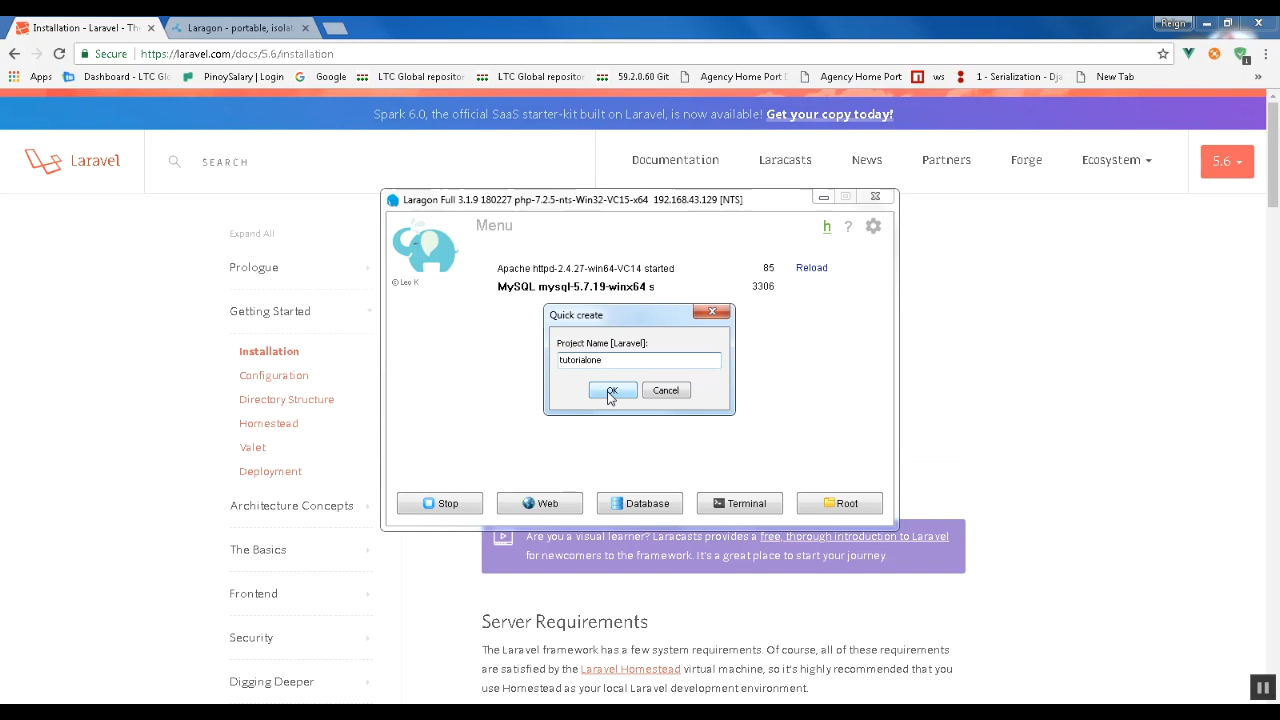 Installation - Laravel - Th
Laragon - portable, isolat
Reign
Secure
https://laravel.com/docs/5.6/installation
Apps
Dashboard - LTC Glo
PinoySalary | Login
Google
LTC Global repositor
LTC Global repositor
59.2.0.60 Git
Agency Home Port
Agency Home Port
ws
1 - Serialization - Dja
New Tab
Spark 6.0, the official SaaS starter-kit built on Laravel, is now available! Get your copy today!
Laravel
SEARCH
Documentation
Laracasts
News
Partners
Forge
Ecosystem
5.6
Expand All
Prologue
Getting Started
Installation
Configuration
Directory Structure
Homestead
Valet
Deployment
Architecture Concepts
The Basics
Frontend
Security
Digging Deeper
Laragon Full 3.1.9 180227 php-7.2.5-nts-Win32-VC15-x64 192.168.43.129 [NTS]
Menu
h
?
© Leo K
Apache httpd-2.4.27-win64-VC14 started
85
Reload
MySQL mysql-5.7.19-winx64 s
3306
Quick create
Project Name [Laravel]:
tutorialone
OK
Cancel
Stop
Web
Database
Terminal
Root
Are you a visual learner? Laracasts provides a free, thorough introduction to Laravel
for newcomers to the framework. It's a great place to start your journey.
Server Requirements
The Laravel framework has a few system requirements. Of course, all of these requirements
are satisfied by the Laravel Homestead virtual machine, so it's highly recommended that you
use Homestead as your local Laravel development environment.